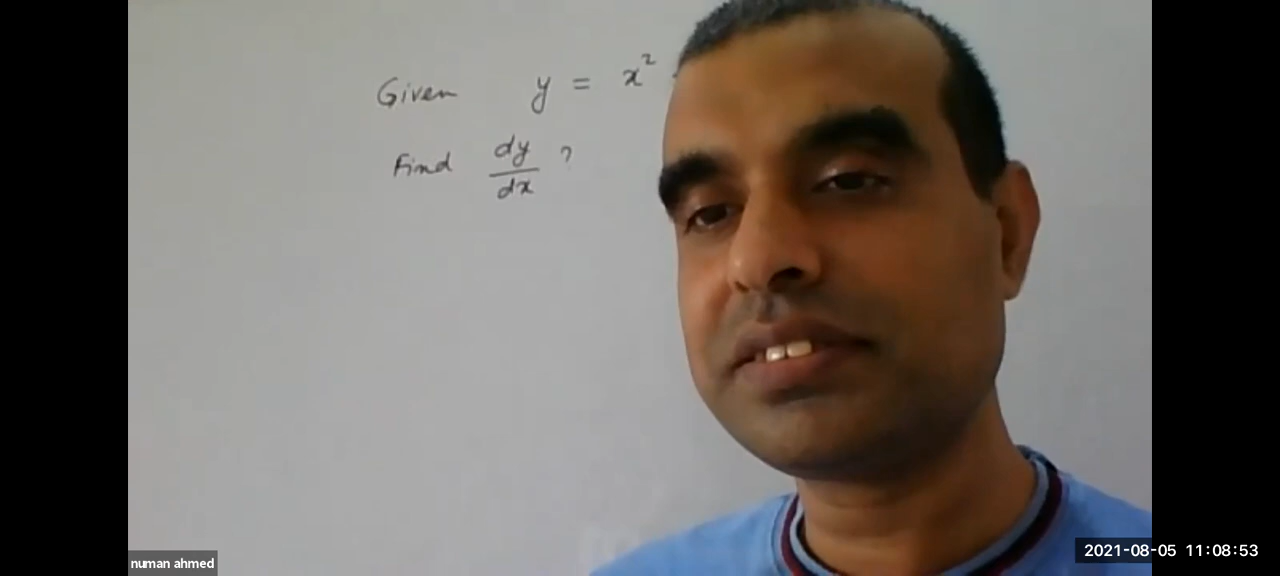 Given y = x²
Find dy/dx ?
numan ahmed
2021-08-05 11:08:53